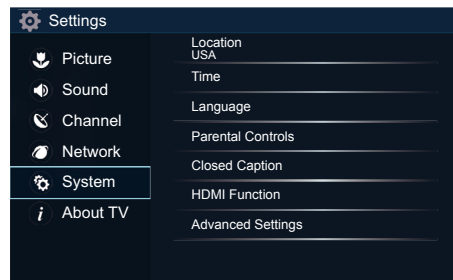 Settings
Picture
Sound
Channel
Network
System
About TV
Location
USA
Time
Language
Parental Controls
Closed Caption
HDMI Function
Advanced Settings